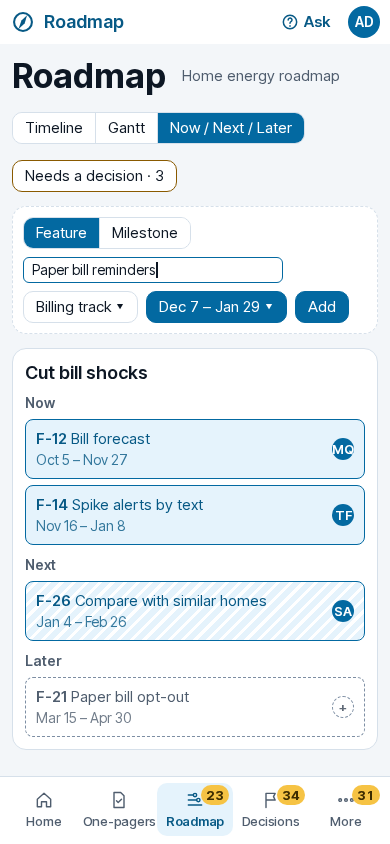 Roadmap
Ask
AD
Roadmap
Home energy roadmap
Timeline
Gantt
Now / Next / Later
Needs a decision · 3
Feature
Milestone
Paper bill reminders
Billing track
Dec 7 – Jan 29
Add
Cut bill shocks
Now
F-12 Bill forecast
Oct 5 – Nov 27
MQ
F-14 Spike alerts by text
Nov 16 – Jan 8
TF
Next
F-26 Compare with similar homes
Jan 4 – Feb 26
SA
Later
F-21 Paper bill opt-out
Mar 15 – Apr 30
+
23
34
31
Home
One-pagers
Roadmap
Decisions
More